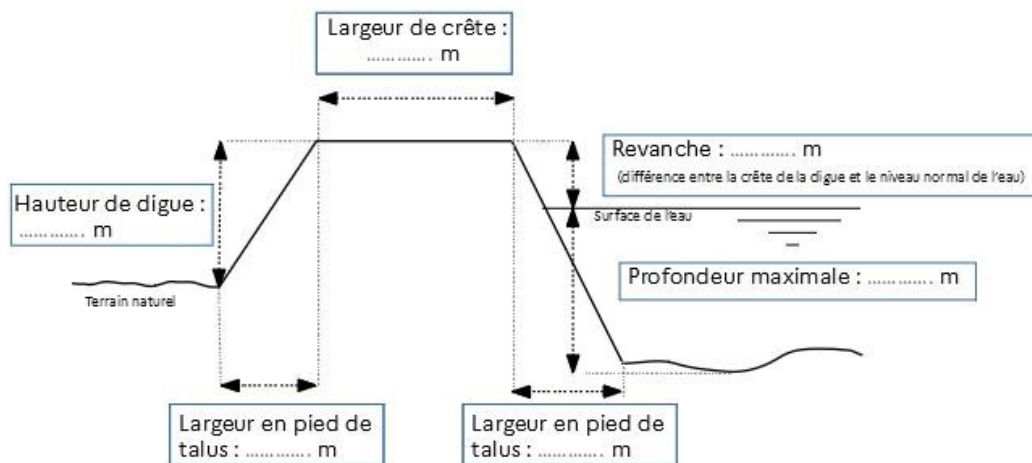 Largeur de crête :
............. m
Revanche : ............. m
(différence entre la crête de la digue et le niveau normal de l'eau)
Hauteur de digue :
............. m
Surface de l'eau
Profondeur maximale : ............. m
Terrain naturel
Largeur en pied de
talus : ............. m
Largeur en pied de
talus : ............. m